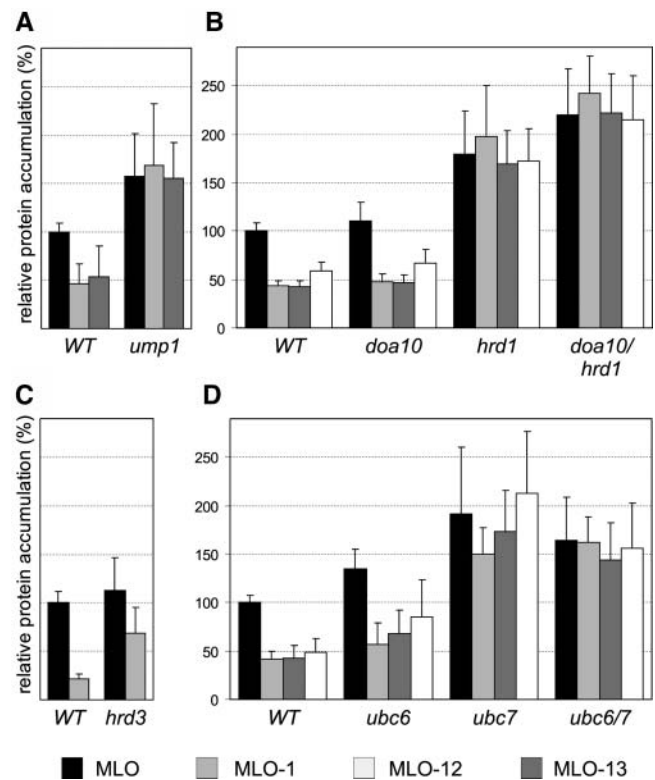 A
B
relative protein accumulation (%)
250
200
150
100
50
0
WT ump1
WT doa10 hrd1 doa10/
hrd1
C
D
relative protein accumulation (%)
250
200
150
100
50
0
WT hrd3
WT ubc6 ubc7 ubc6/7
MLO MLO-1 MLO-12 MLO-13